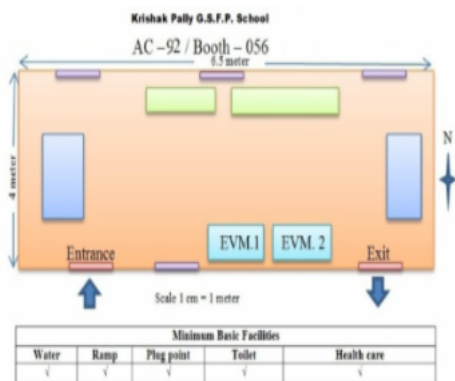 Krishak Pally G.S.F.P. School
AC – 92 / Booth – 056
6.5 meter
4 meter
N
EVM.1 EVM. 2
Entrance Exit
Scale 1 cm = 1 meter
Minimum Basic Facilities
Water Ramp Plug point Toilet Health care
√ √ √ √ √